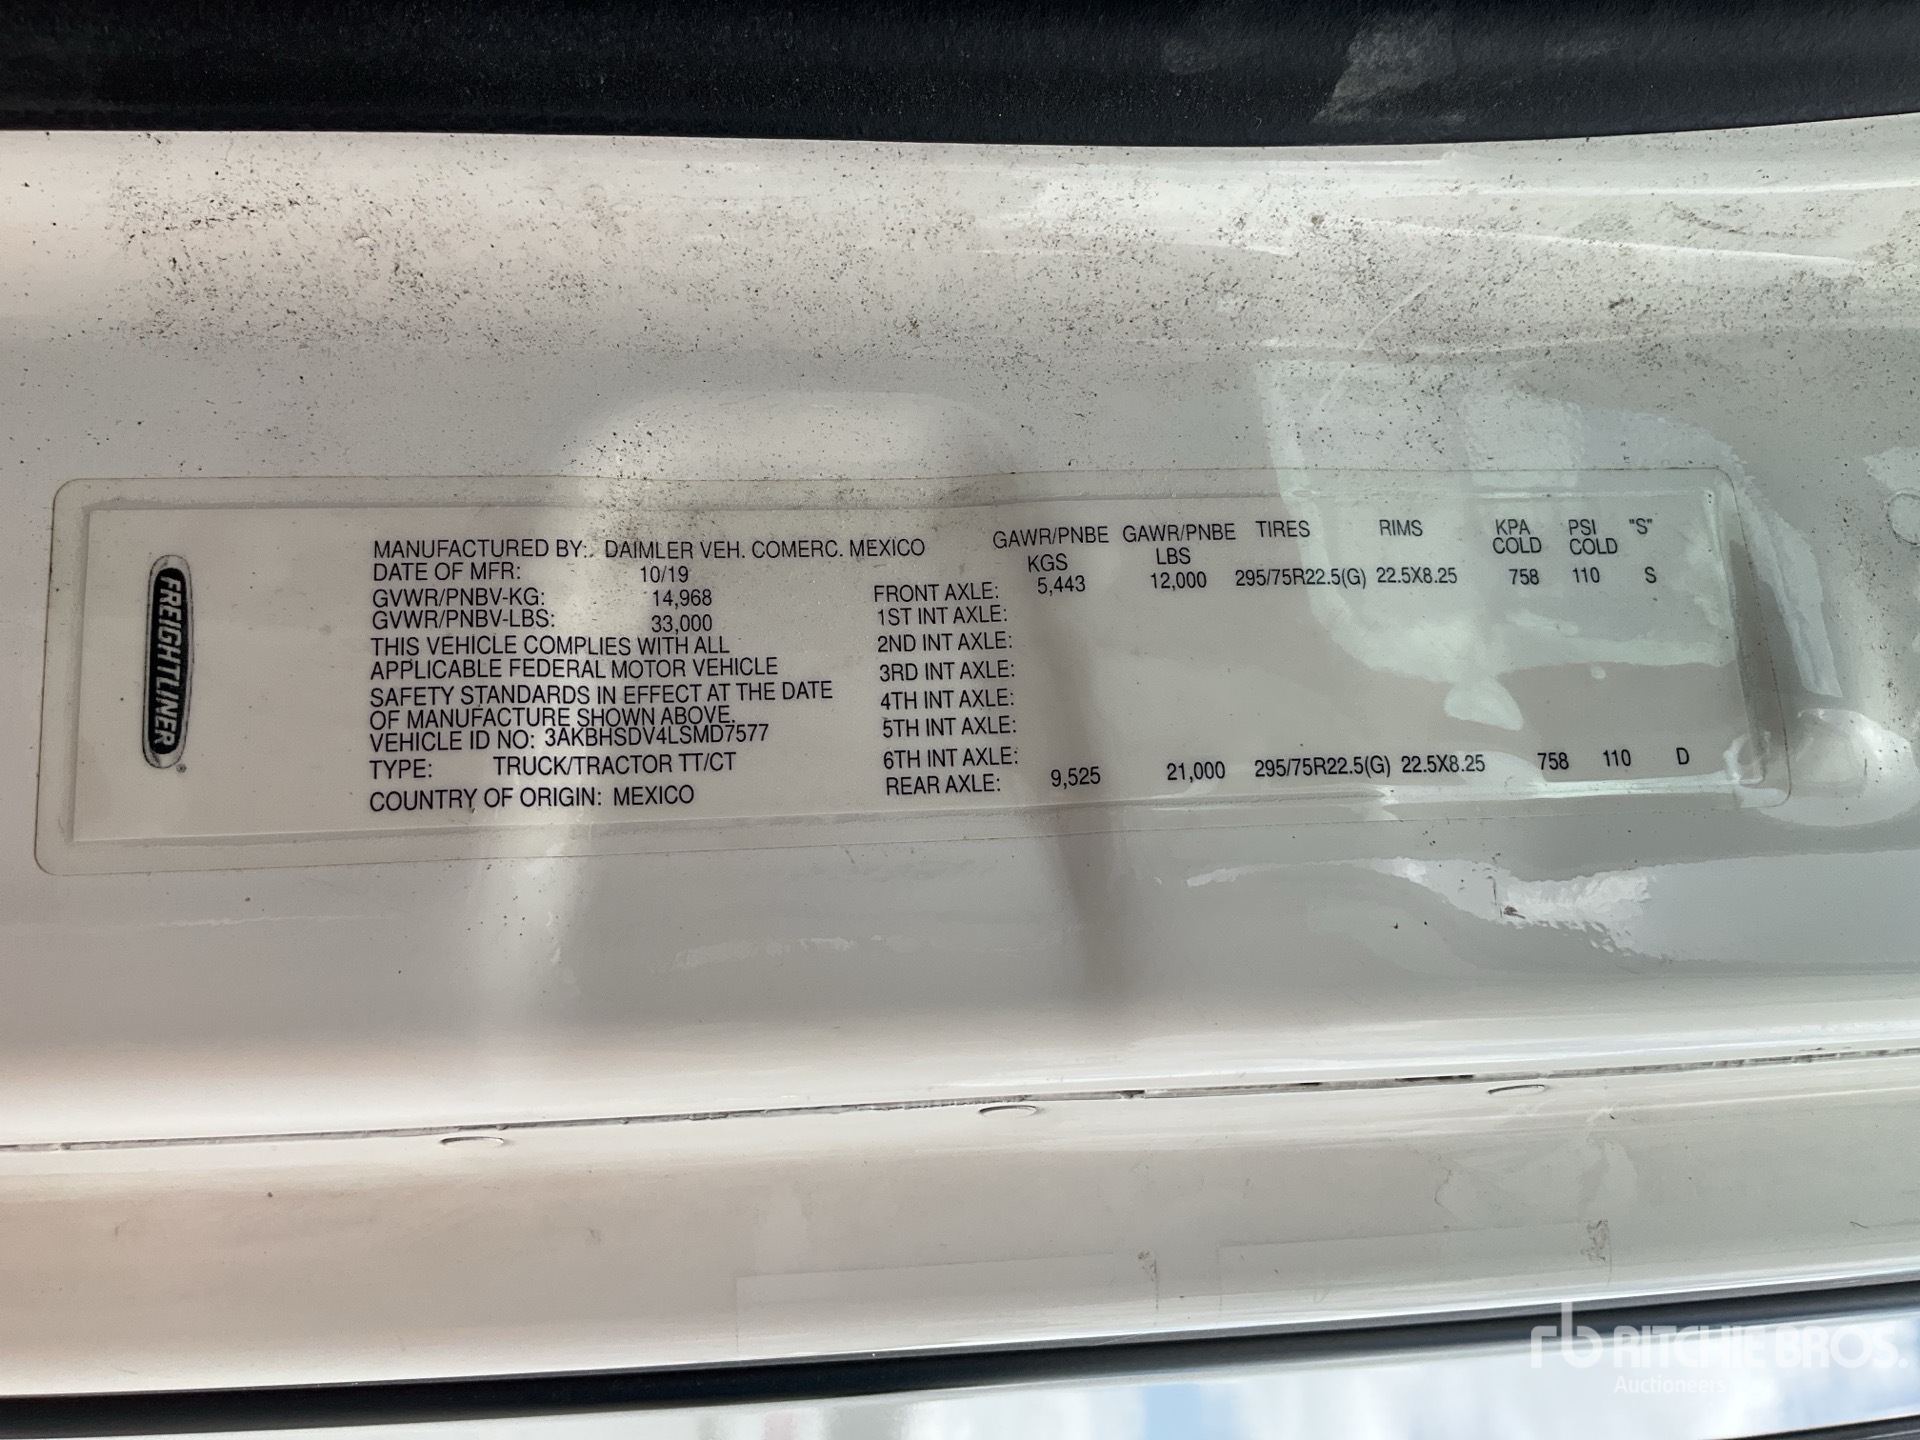 FREIGHTLINER®
MANUFACTURED BY:. DAIMLER VEH. COMERC. MEXICO
DATE OF MFR: 10/19
GVWR/PNBV-KG: 14,968
GVWR/PNBV-LBS: 33,000
THIS VEHICLE COMPLIES WITH ALL
APPLICABLE FEDERAL MOTOR VEHICLE
SAFETY STANDARDS IN EFFECT AT THE DATE
OF MANUFACTURE SHOWN ABOVE.
VEHICLE ID NO: 3AKBHSDV4LSMD7577
TYPE: TRUCK/TRACTOR TT/CT
COUNTRY OF ORIGIN: MEXICO
GAWR/PNBE GAWR/PNBE TIRES RIMS KPA PSI "S"
KGS LBS COLD COLD
FRONT AXLE: 5,443 12,000 295/75R22.5(G) 22.5X8.25 758 110 S
1ST INT AXLE:
2ND INT AXLE:
3RD INT AXLE:
4TH INT AXLE:
5TH INT AXLE:
6TH INT AXLE:
REAR AXLE: 9,525 21,000 295/75R22.5(G) 22.5X8.25 758 110 D
rb RITCHIE BROS.
Auctioneers